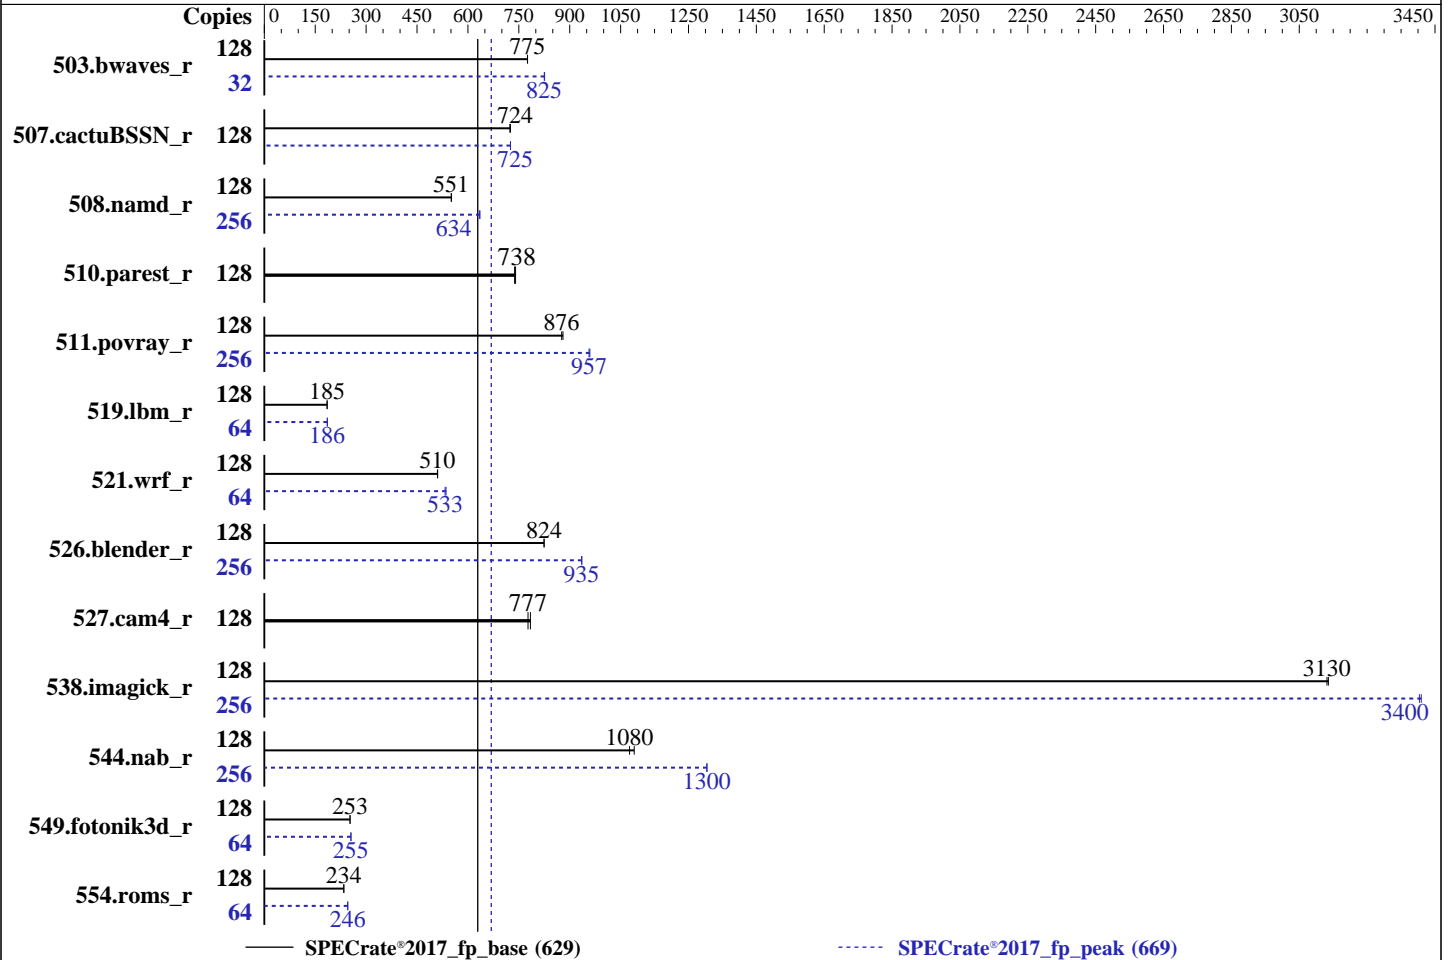 Copies 0 150 300 450 600 750 900 1050 1250 1450 1650 1850 2050 2250 2450 2650 2850 3050 3450
503.bwaves_r 128 775
32 825
507.cactuBSSN_r 128 724
725
508.namd_r 128 551
256 634
510.parest_r 128 738
511.povray_r 128 876
256 957
519.lbm_r 128 185
64 186
521.wrf_r 128 510
64 533
526.blender_r 128 824
256 935
527.cam4_r 128 777
538.imagick_r 128 3130
256 3400
544.nab_r 128 1080
256 1300
549.fotonik3d_r 128 253
64 255
554.roms_r 128 234
64 246
SPECrate®2017_fp_base (629) SPECrate®2017_fp_peak (669)